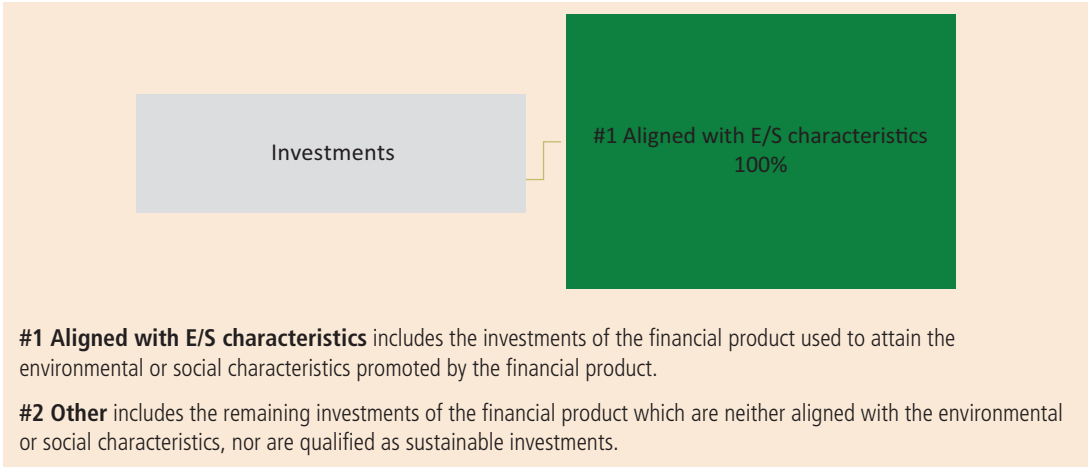 Investments
#1 Aligned with E/S characteristics
100%
#1 Aligned with E/S characteristics includes the investments of the financial product used to attain the
environmental or social characteristics promoted by the financial product.
#2 Other includes the remaining investments of the financial product which are neither aligned with the environmental
or social characteristics, nor are qualified as sustainable investments.